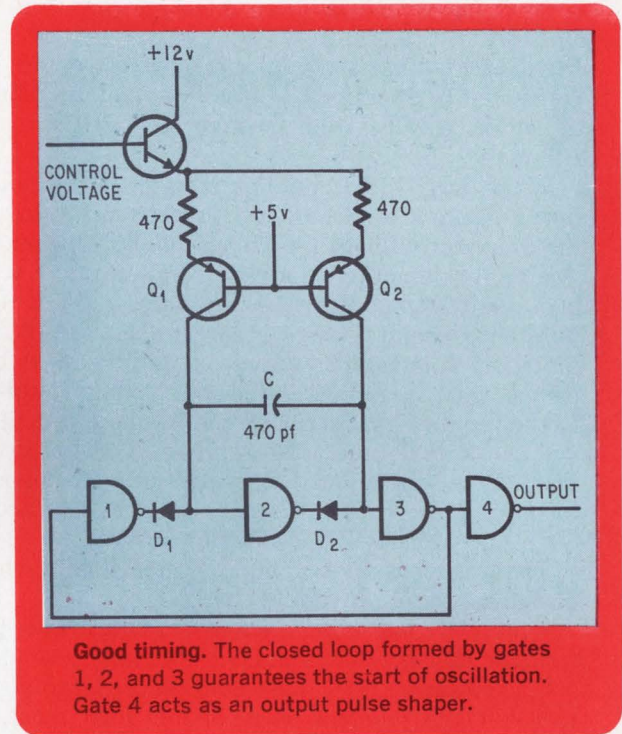 +12v
CONTROL
VOLTAGE
470
+5v
470
Q₁
Q₂
C
470 pf
1
D₁
2
D₂
3
4
OUTPUT
Good timing. The closed loop formed by gates
1, 2, and 3 guarantees the start of oscillation.
Gate 4 acts as an output pulse shaper.